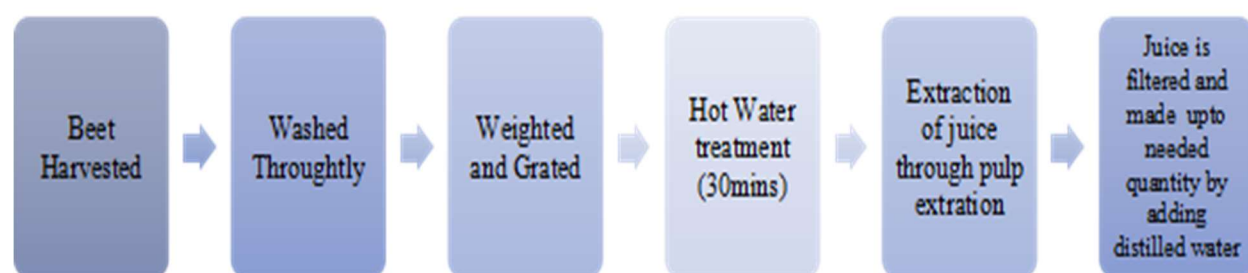 Beet
Harvested
Washed
Throughtly
Weighted
and Grated
Hot Water
treatment
(30mins)
Extraction
of juice
through pulp
extration
Juice is
filtered and
made upto
needed
quantity by
adding
distilled water